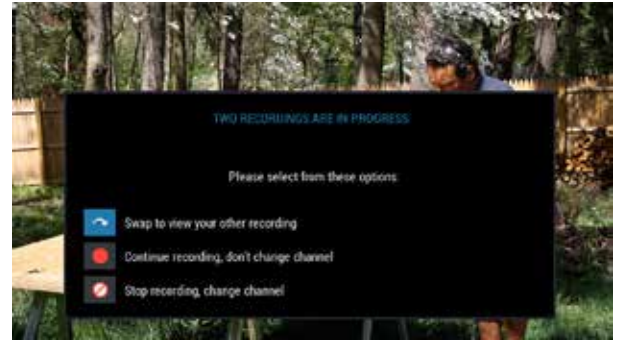 TWO RECORDINGS ARE IN PROGRESS
Please select from these options
Swap to view your other recording
Continue recording, don't change channel
Stop recording, change channel